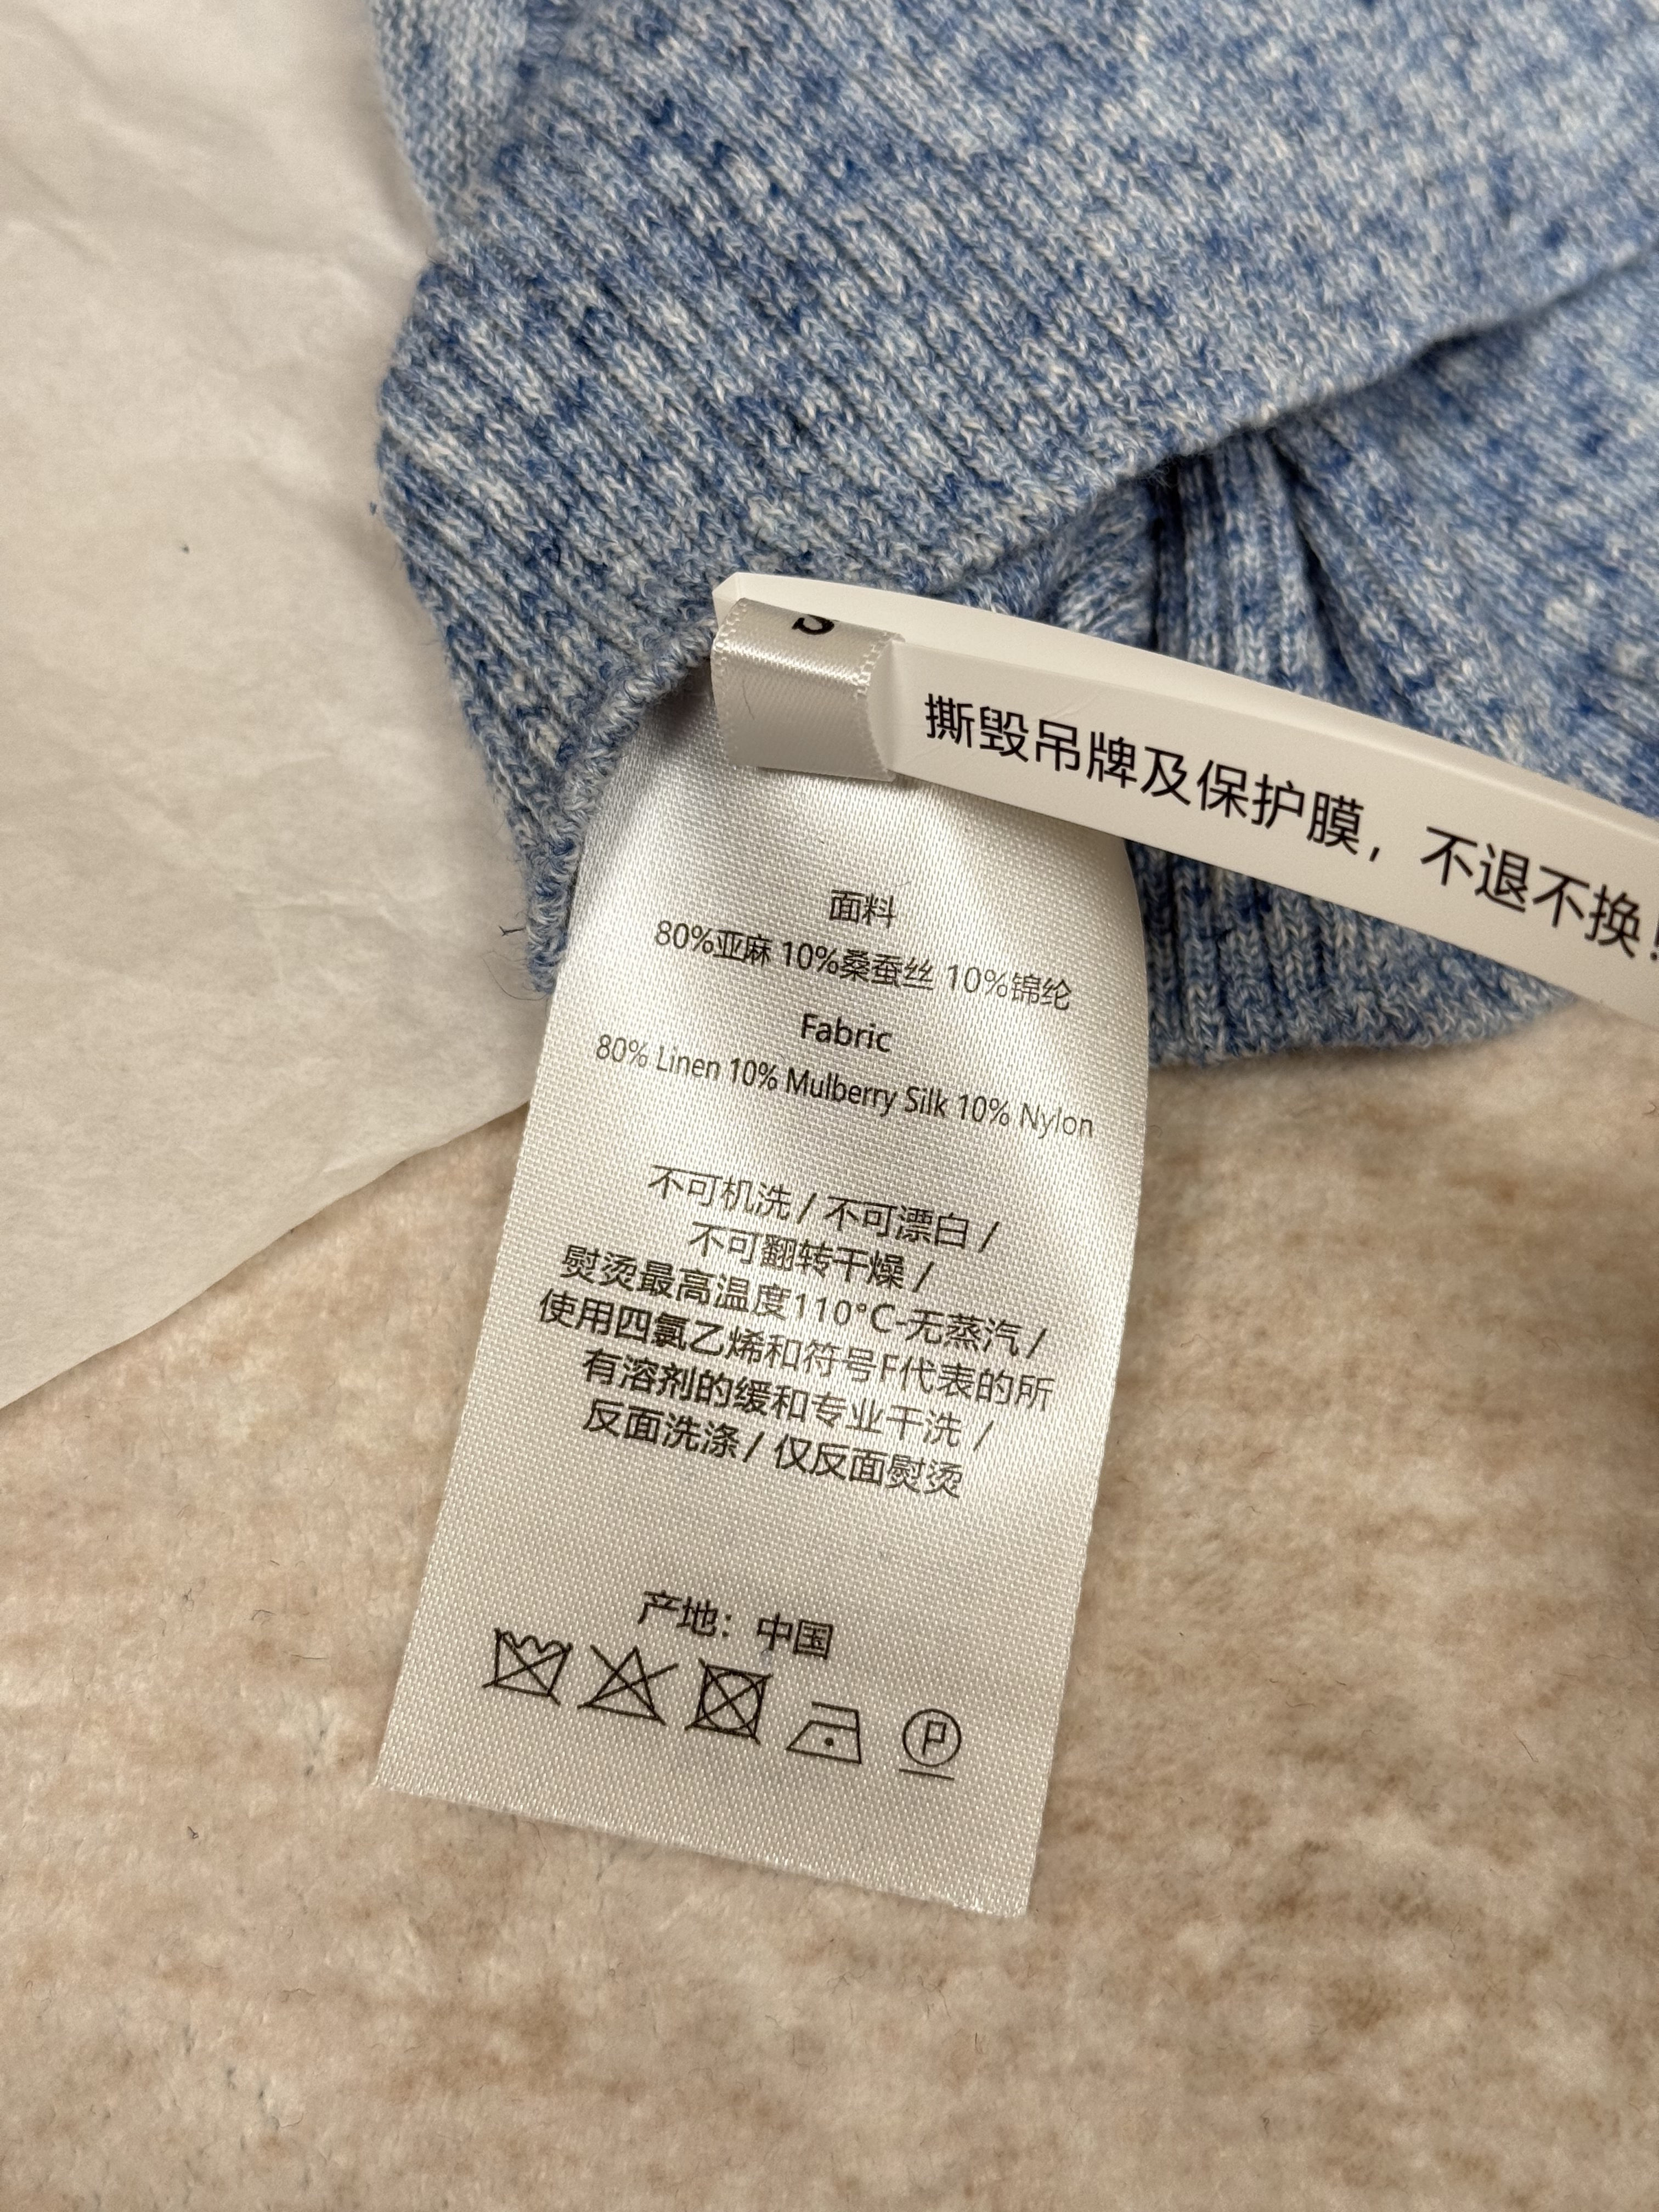 撕毁吊牌及保护膜，不退不换！
面料
80%亚麻 10%桑蚕丝 10%锦纶
Fabric
80% Linen 10% Mulberry Silk 10% Nylon
不可机洗 / 不可漂白 /
不可翻转干燥 /
熨烫最高温度110°C-无蒸汽 /
使用四氯乙烯和符号F代表的所
有溶剂的缓和专业干洗 /
反面洗涤 / 仅反面熨烫
产地：中国
P